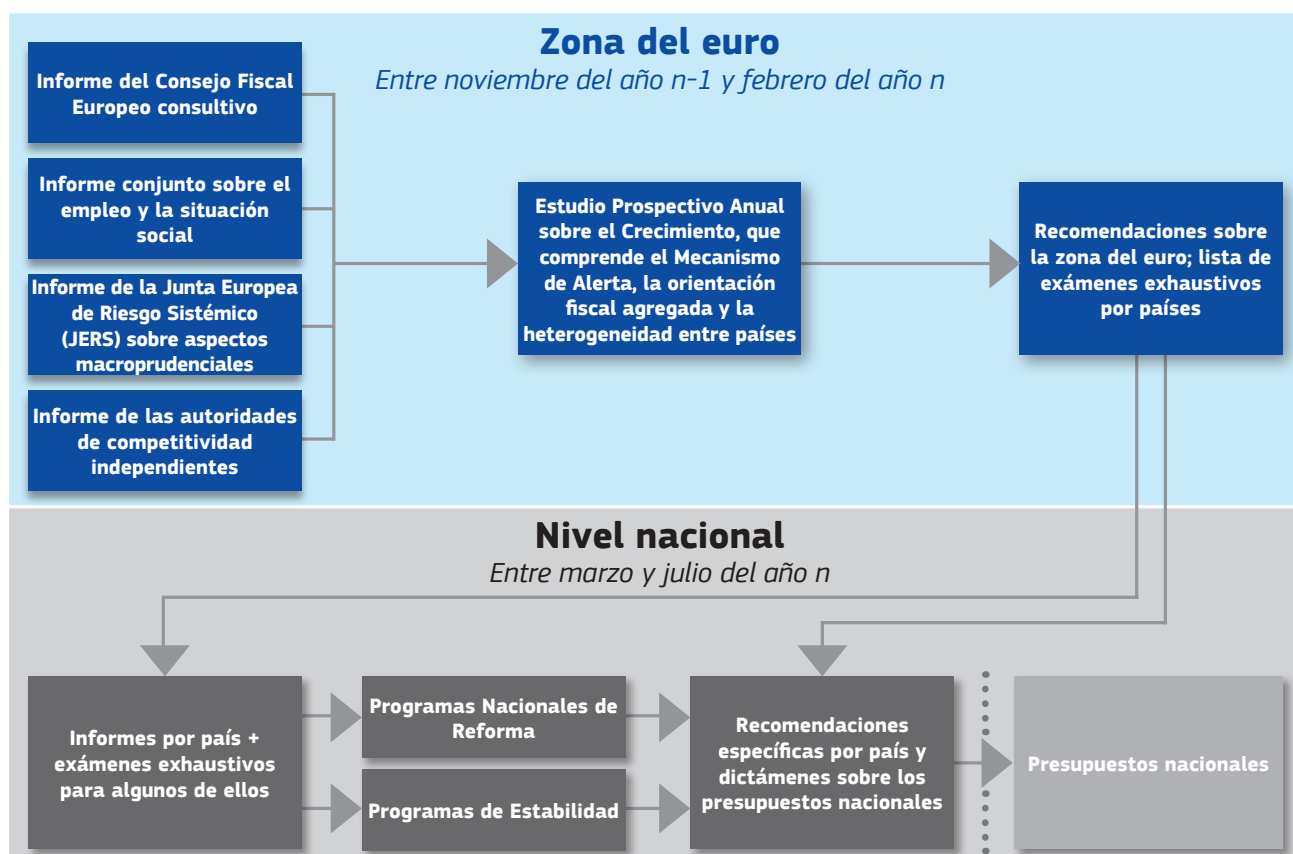 Zona del euro
Entre noviembre del año n-1 y febrero del año n
Informe del Consejo Fiscal
Europeo consultivo
Informe conjunto sobre el
empleo y la situación
social
Informe de la Junta Europea
de Riesgo Sistémico
(JERS) sobre aspectos
macroprudenciales
Informe de las autoridades
de competitividad
independientes
Estudio Prospectivo Anual
sobre el Crecimiento, que
comprende el Mecanismo
de Alerta, la orientación
fiscal agregada y la
heterogeneidad entre países
Recomendaciones sobre
la zona del euro; lista de
exámenes exhaustivos
por países
Nivel nacional
Entre marzo y julio del año n
Informes por país +
exámenes exhaustivos
para algunos de ellos
Programas Nacionales de
Reforma
Programas de Estabilidad
Recomendaciones
específicas por país y
dictámenes sobre los
presupuestos nacionales
Presupuestos nacionales